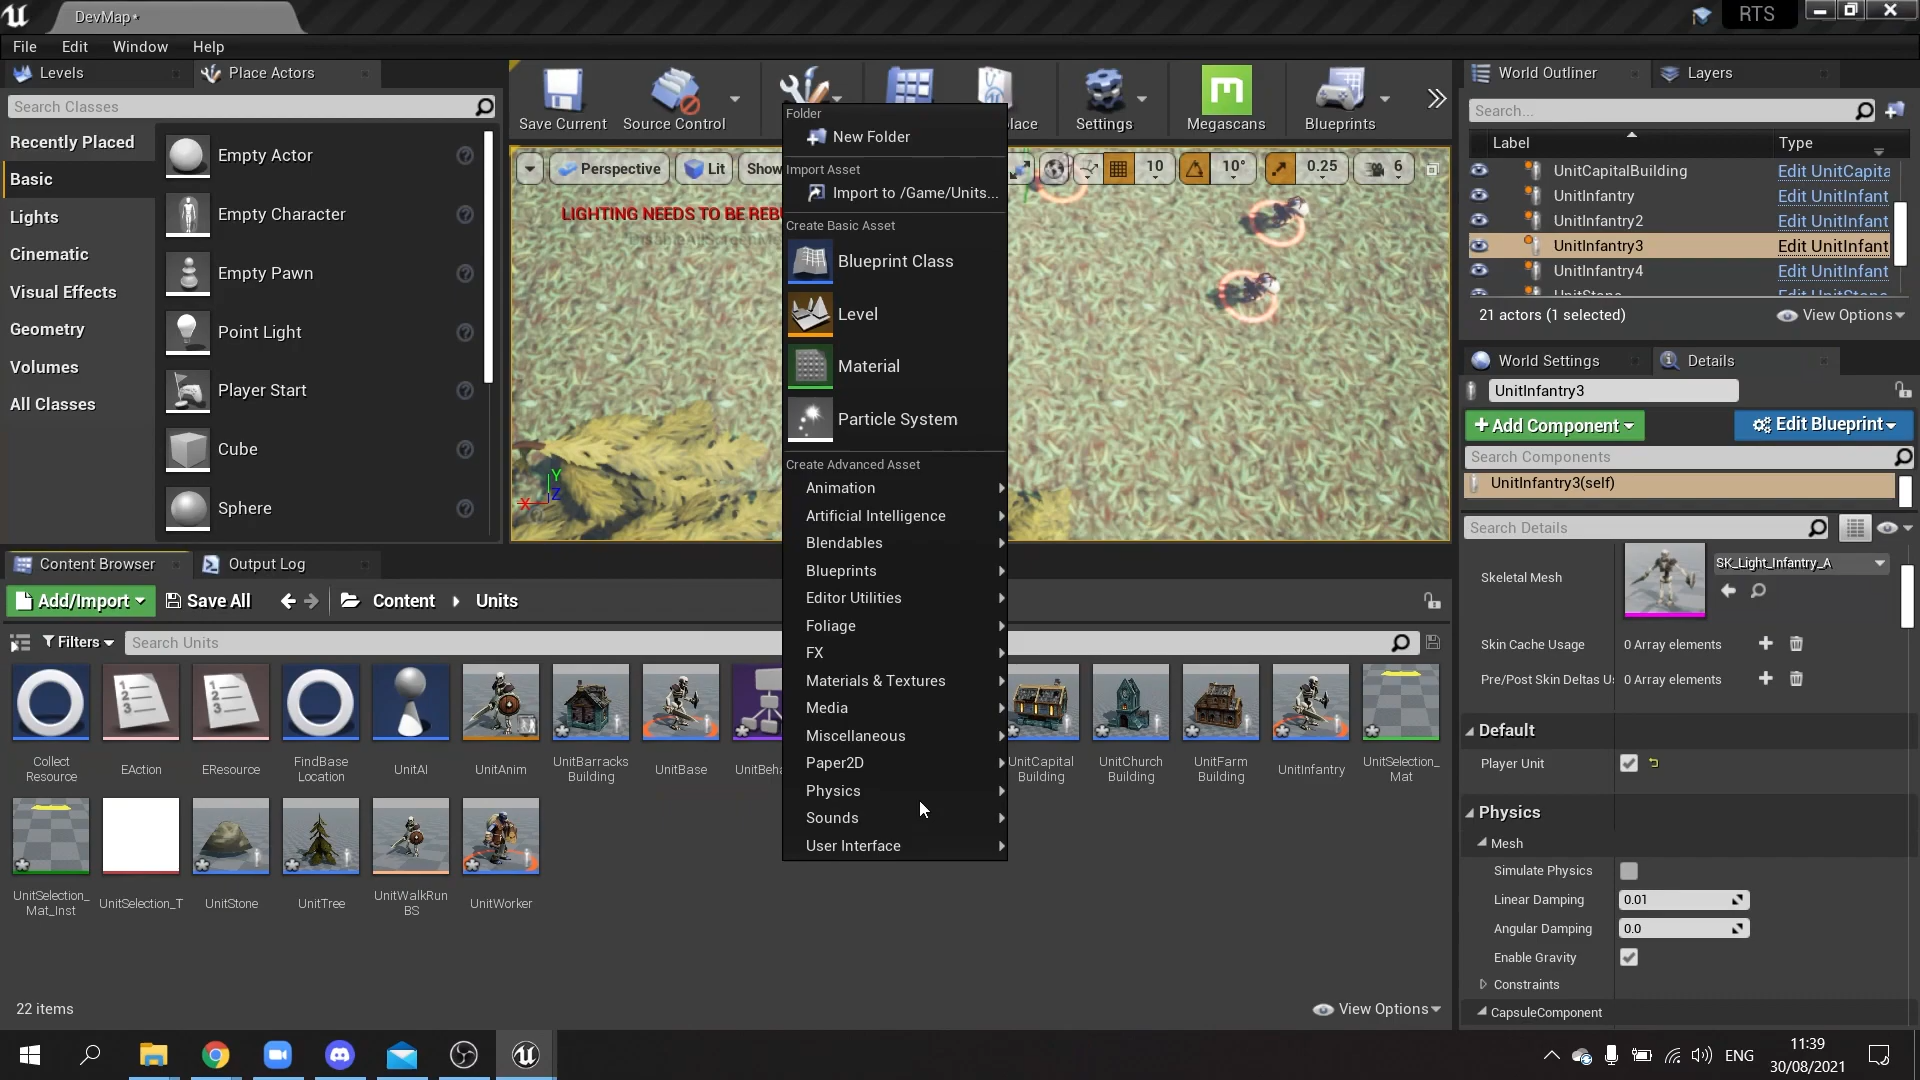 DevMap*
RTS
File Edit Window Help
Levels
Place Actors
Search Classes
Recently Placed
Basic
Lights
Cinematic
Visual Effects
Geometry
Volumes
All Classes
Empty Actor
Empty Character
Empty Pawn
Point Light
Player Start
Cube
Sphere
Save Current
Source Control
Settings
Megascans
Blueprints
Perspective
Lit
Show
10
10°
0.25
6
LIGHTING NEEDS TO BE
X
Y
Z
Folder
New Folder
Import Asset
Import to /Game/Units...
Create Basic Asset
Blueprint Class
Level
Material
Particle System
Create Advanced Asset
Animation
Artificial Intelligence
Blendables
Blueprints
Editor Utilities
Foliage
FX
Materials & Textures
Media
Miscellaneous
Paper2D
Physics
Sounds
User Interface
World Outliner
Layers
Search...
Label
Type
UnitCapitalBuilding Edit UnitCapita
UnitInfantry Edit UnitInfant
UnitInfantry2 Edit UnitInfant
UnitInfantry3 Edit UnitInfant
UnitInfantry4 Edit UnitInfant
21 actors (1 selected)
View Options
World Settings
Details
UnitInfantry3
+Add Component
Edit Blueprint
Search Components
UnitInfantry3(self)
Search Details
Skeletal Mesh
SK_Light_Infantry_A
Skin Cache Usage
0 Array elements
Pre/Post Skin Deltas U
0 Array elements
Default
Player Unit
Physics
Mesh
Simulate Physics
Linear Damping
0.01
Angular Damping
0.0
Enable Gravity
Constraints
CapsuleComponent
Content Browser
Output Log
Add/Import
Save All
Content
Units
Filters
Search Units
Collect
Resource
EAction
EResource
FindBase
Location
UnitAI
UnitAnim
UnitBarracks
Building
UnitBase
UnitBeh
UnitCapital
Building
UnitChurch
Building
UnitFarm
Building
UnitInfantry
UnitSelection_
Mat
UnitSelection_
Mat_Inst
UnitSelection_T
UnitStone
UnitTree
UnitWalkRun
BS
UnitWorker
22 items
View Options
ENG
11:39
30/08/2021